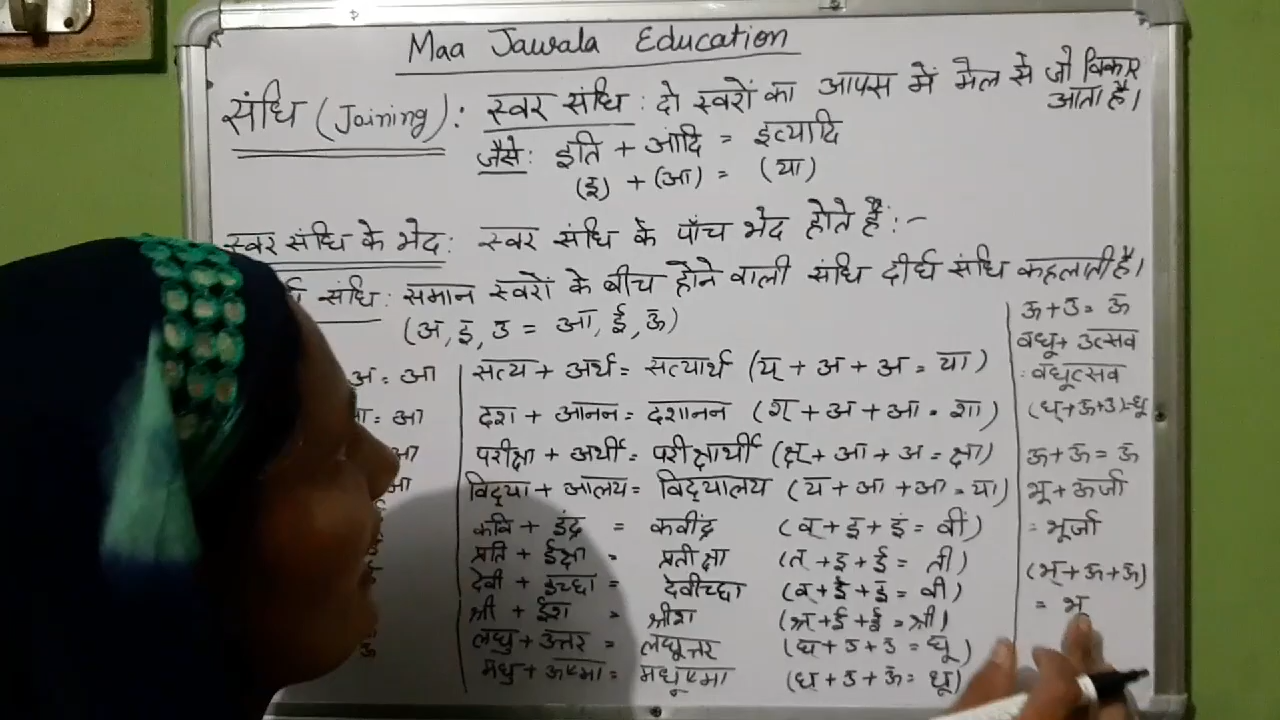 Maa Jawala Education
संधि (Joining): स्वर संधि: दो स्वरों का आपस में मेल से जो विकार
आता है।
जैसे: इति + आदि = इत्यादि
(इ) + (आ) = (या)
स्वर संधि के भेद: स्वर संधि के पाँच भेद होते हैं:-
संधि: समान स्वरों के बीच होने वाली संधि दीर्घ संधि कहलाती है।
(अ, इ, उ = आ, ई, ऊ)
अ = आ
= आ
सत्य + अर्थ = सत्यार्थ (य् + अ + अ = या)
दश + आनन = दशानन (श् + अ + आ = शा)
परीक्षा + अर्थी = परीक्षार्थी (क्ष् + आ + अ = क्षा)
विद्या + आलय = विद्यालय (य + आ + आ = या)
कवि + इंद्र = कवींद्र (व् + इ + इं = वीं)
प्रति + ईक्षा = प्रतीक्षा (त् + इ + ई = ती)
देवी + इच्छा = देवीच्छा (व् + ई + इ = वी)
श्री + ईश = श्रीश (श्र् + ई + ई = श्री)
लघु + उत्तर = लघूत्तर (घ + उ + उ = घू)
मधु + ऊष्मा = मधूष्मा (ध + उ + ऊ = धू)
ऊ + उ = ऊ
वधू + उत्सव
: वधूत्सव
(ध् + ऊ + उ) = धू
ऊ + ऊ = ऊ
भू + ऊर्जा
= भूर्जा
(भ् + ऊ + ऊ)
= भू